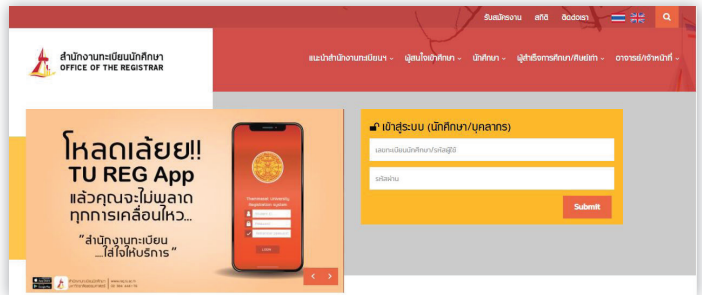 รับสมัครงาน สถิติ ติดต่อเรา
สำนักงานทะเบียนนักศึกษา
OFFICE OF THE REGISTRAR
แนะนำสำนักงานทะเบียนฯ ผู้สนใจเข้าศึกษา นักศึกษา ผู้สำเร็จการศึกษา/ศิษย์เก่า อาจารย์/เจ้าหน้าที่
โหลดเล้ยย!!
TU REG App
แล้วคุณจะไม่พลาด
ทุกการเคลื่อนไหว...
"สำนักงานทะเบียน
....ใส่ใจให้บริการ"
Thammasat University
Registration System
LOGIN
เข้าสู่ระบบ (นักศึกษา/บุคลากร)
เลขทะเบียนนักศึกษา/รหัสผู้ใช้
รหัสผ่าน
Submit